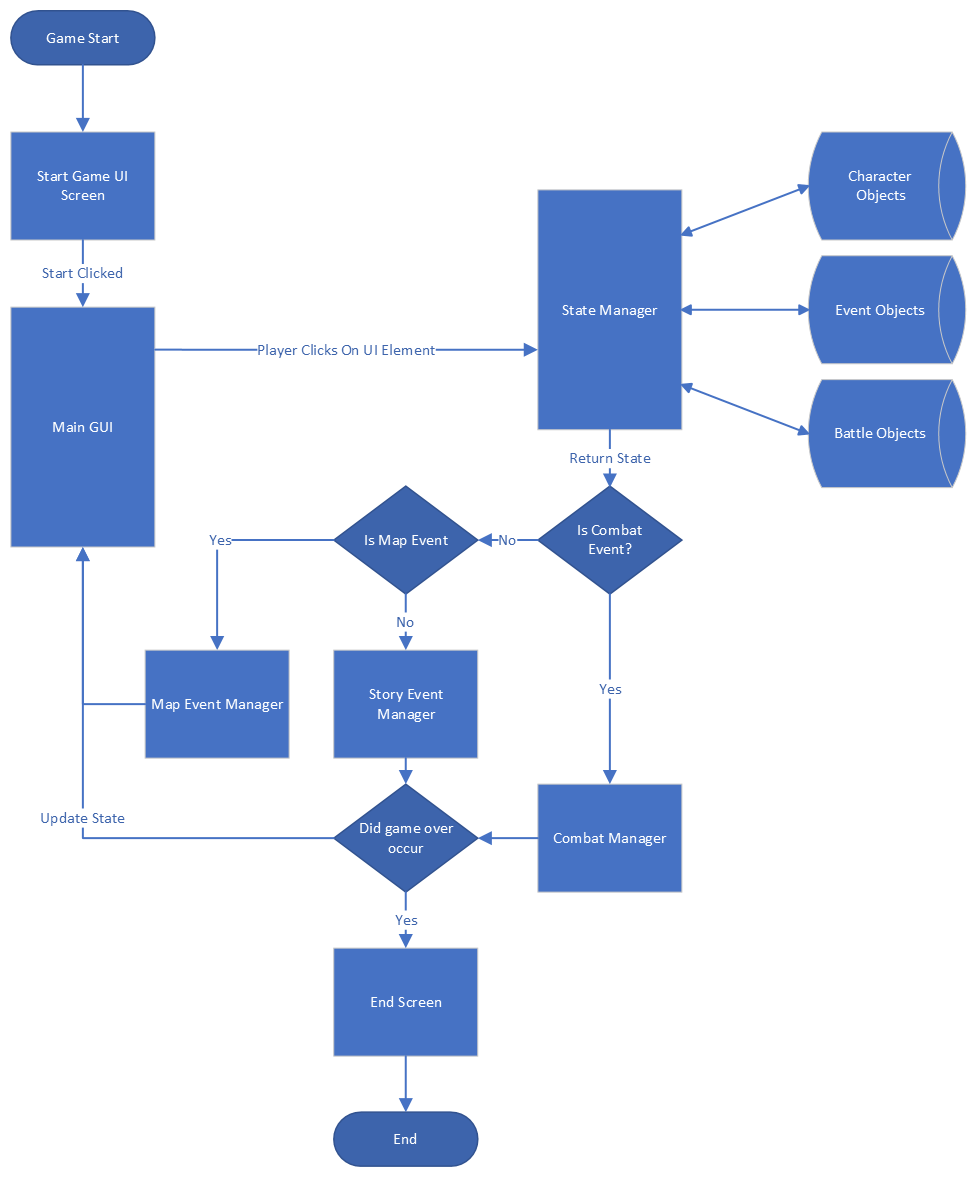 Game Start
Start Game UI
Screen
Start Clicked
Main GUI
Player Clicks On UI Element
State Manager
Character
Objects
Event Objects
Battle Objects
Return State
Is Combat
Event?
No
Is Map Event
Yes
No
Yes
Map Event Manager
Story Event
Manager
Combat Manager
Did game over
occur
Update State
Yes
End Screen
End